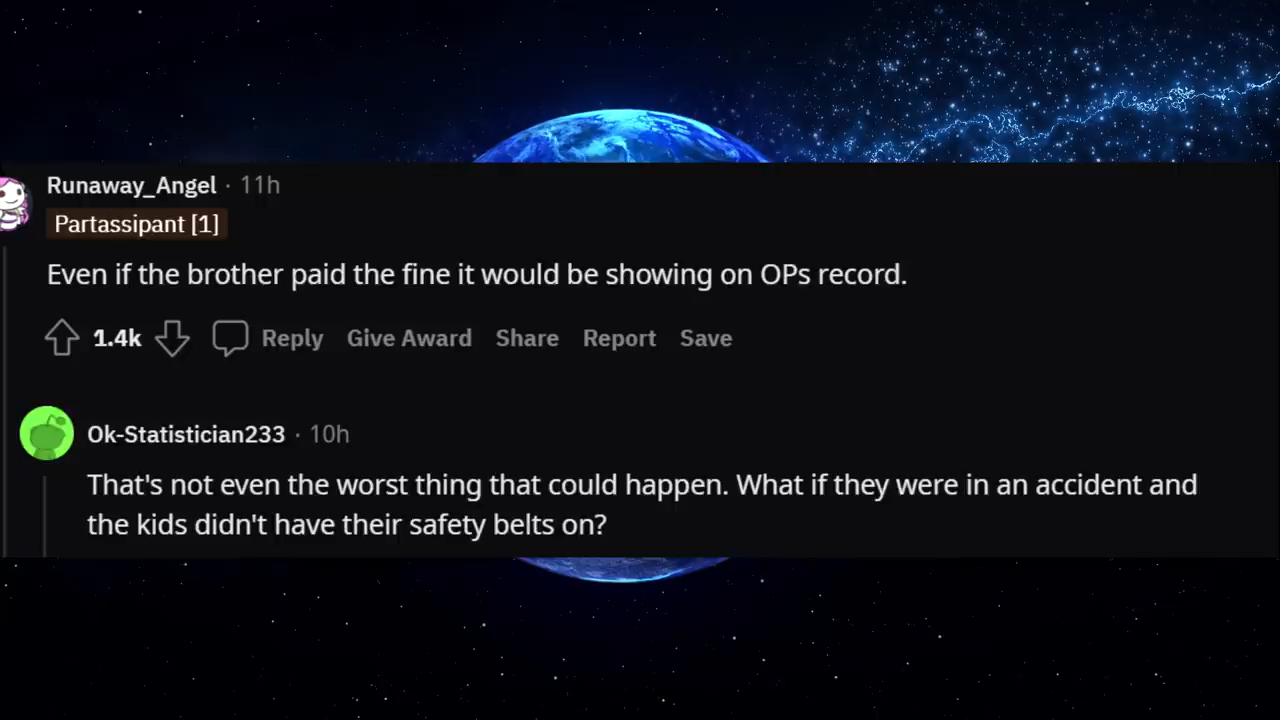 Runaway_Angel · 11h
Partassipant [1]
Even if the brother paid the fine it would be showing on OPs record.
1.4k Reply Give Award Share Report Save
Ok-Statistician233 · 10h
That's not even the worst thing that could happen. What if they were in an accident and
the kids didn't have their safety belts on?